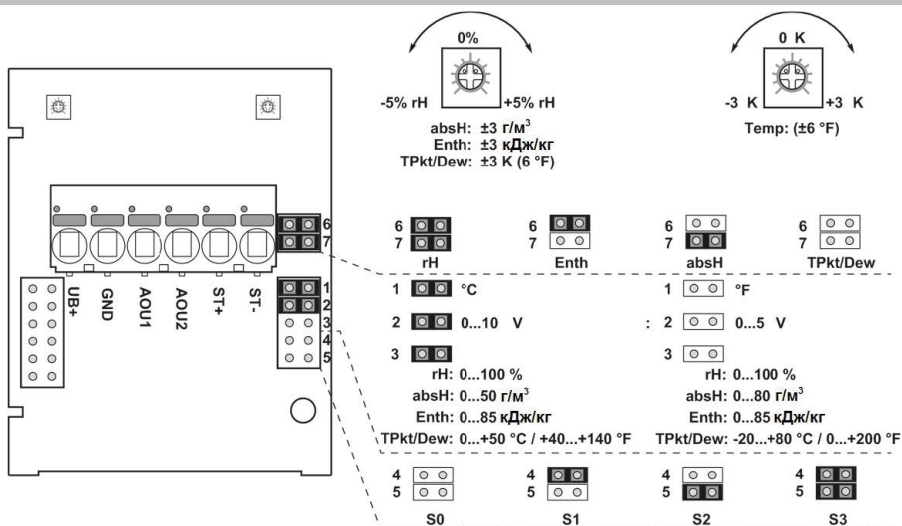 0%
0 K
-5% rH +5% rH
-3 K +3 K
absH: ±3 г/м³
Enth: ±3 кДж/кг
TPkt/Dew: ±3 K (6 °F)
Temp: (±6 °F)
6
7
UB+ GND AOU1 AOU2 ST+ ST-
1
2
3
4
5
6
7
rH
6
7
Enth
6
7
absH
6
7
TPkt/Dew
1 °C
1 °F
2 0...10 V
: 2 0...5 V
3
3
rH: 0...100 %
absH: 0...50 г/м³
Enth: 0...85 кДж/кг
TPkt/Dew: 0...+50 °C / +40...+140 °F
rH: 0...100 %
absH: 0...80 г/м³
Enth: 0...85 кДж/кг
TPkt/Dew: -20...+80 °C / 0...+200 °F
4
5
S0
4
5
S1
4
5
S2
4
5
S3